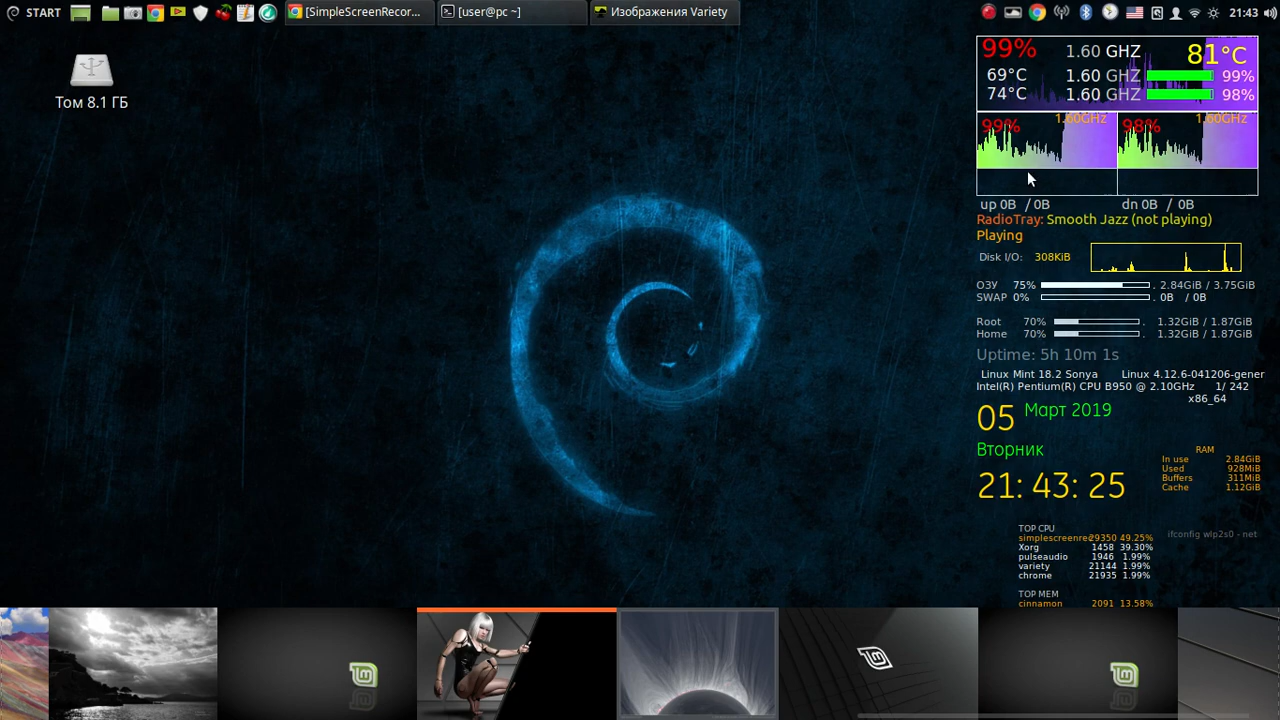 START
[SimpleScreenRecor...
[user@pc ~]
Изображения Variety
21:43
Том 8.1 ГБ
99% 1.60 GHZ 81°C
69°C 1.60 GHZ 99%
74°C 1.60 GHZ 98%
99% 1.60GHz 98% 1.60GHz
up 0B / 0B dn 0B / 0B
RadioTray: Smooth Jazz (not playing)
Playing
Disk I/O: 308KiB
ОЗУ 75% . 2.84GiB / 3.75GiB
SWAP 0% . 0B / 0B
Root 70% . 1.32GiB / 1.87GiB
Home 70% . 1.32GiB / 1.87GiB
Uptime: 5h 10m 1s
Linux Mint 18.2 Sonya Linux 4.12.6-041206-gener
Intel(R) Pentium(R) CPU B950 @ 2.10GHz 1/ 242
x86_64
05 Март 2019
Вторник
21: 43: 25
RAM
In use 2.84GiB
Used 928MiB
Buffers 311MiB
Cache 1.12GiB
TOP CPU
simplescreenrec 29350 49.25%
Xorg 1458 39.30%
pulseaudio 1946 1.99%
variety 21144 1.99%
chrome 21935 1.99%
ifconfig wlp2s0 - net
TOP MEM
cinnamon 2091 13.58%